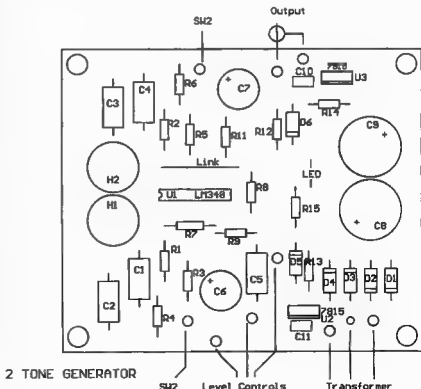 Output
SW2
C10
7815
U3
R6
C4
C3
C7
R14
R2
R5
R11
R12
D6
C9
Link
LED
H2
U1 LM348
R8
H1
R15
C8
R7
R9
R1
D5
R13
C1
R3
C5
D4
D3
D2
D1
C2
C6
7815
U2
R4
C11
2 TONE GENERATOR
SW2
Level Controls
Transformer